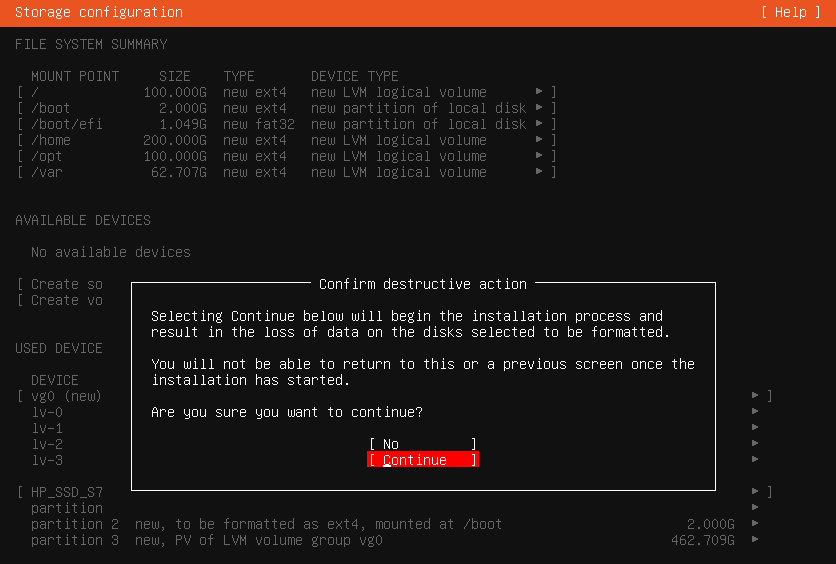 Storage configuration [ Help ]
FILE SYSTEM SUMMARY
MOUNT POINT SIZE TYPE DEVICE TYPE
[ / 100.000G new ext4 new LVM logical volume ▸ ]
[ /boot 2.000G new ext4 new partition of local disk ▸ ]
[ /boot/efi 1.049G new fat32 new partition of local disk ▸ ]
[ /home 200.000G new ext4 new LVM logical volume ▸ ]
[ /opt 100.000G new ext4 new LVM logical volume ▸ ]
[ /var 62.707G new ext4 new LVM logical volume ▸ ]
AVAILABLE DEVICES
No available devices
[ Create so
[ Create vo
Confirm destructive action
Selecting Continue below will begin the installation process and
result in the loss of data on the disks selected to be formatted.
You will not be able to return to this or a previous screen once the
installation has started.
Are you sure you want to continue?
[ No ]
[ Continue ]
USED DEVICE
DEVICE
[ vg0 (new) ▸ ]
lv-0 ▸
lv-1 ▸
lv-2 ▸
lv-3 ▸
[ HP_SSD_S7 ▸ ]
partition ▸
partition 2 new, to be formatted as ext4, mounted at /boot 2.000G ▸
partition 3 new, PV of LVM volume group vg0 462.709G ▸